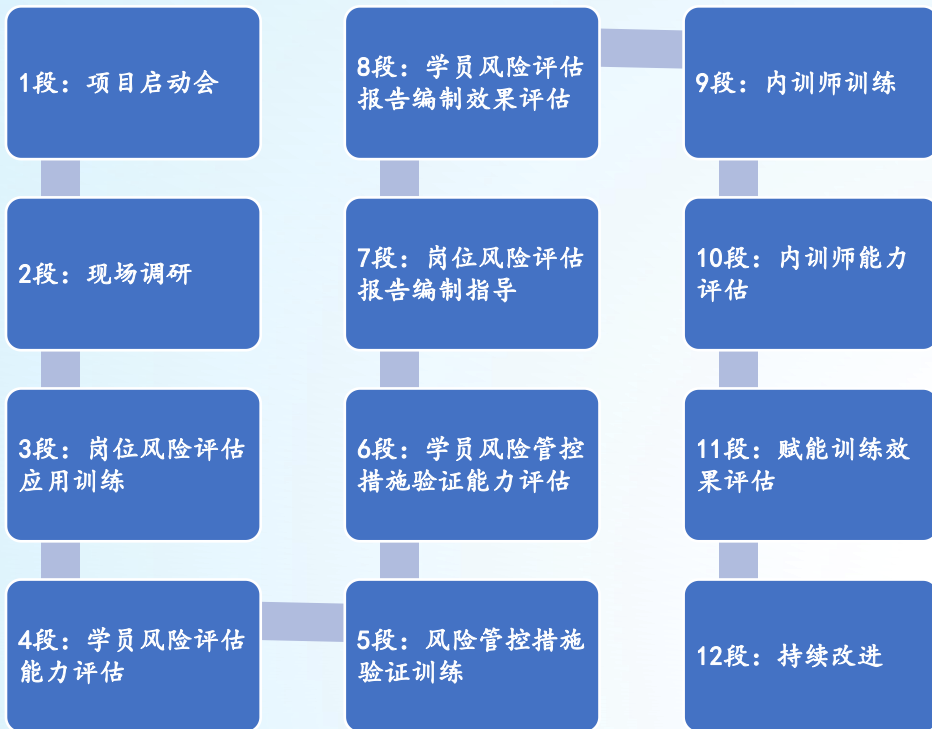 1段：项目启动会
2段：现场调研
3段：岗位风险评估
应用训练
4段：学员风险评估
能力评估
5段：风险管控措施
验证训练
6段：学员风险管控
措施验证能力评估
7段：岗位风险评估
报告编制指导
8段：学员风险评估
报告编制效果评估
9段：内训师训练
10段：内训师能力
评估
11段：赋能训练效
果评估
12段：持续改进